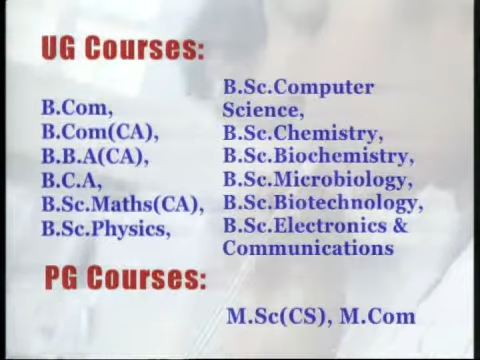 UG Courses:
B.Com,
B.Com(CA),
B.B.A(CA),
B.C.A,
B.Sc.Maths(CA),
B.Sc.Physics,
B.Sc.Computer
Science,
B.Sc.Chemistry,
B.Sc.Biochemistry,
B.Sc.Microbiology,
B.Sc.Biotechnology,
B.Sc.Electronics &
Communications
PG Courses:
M.Sc(CS), M.Com